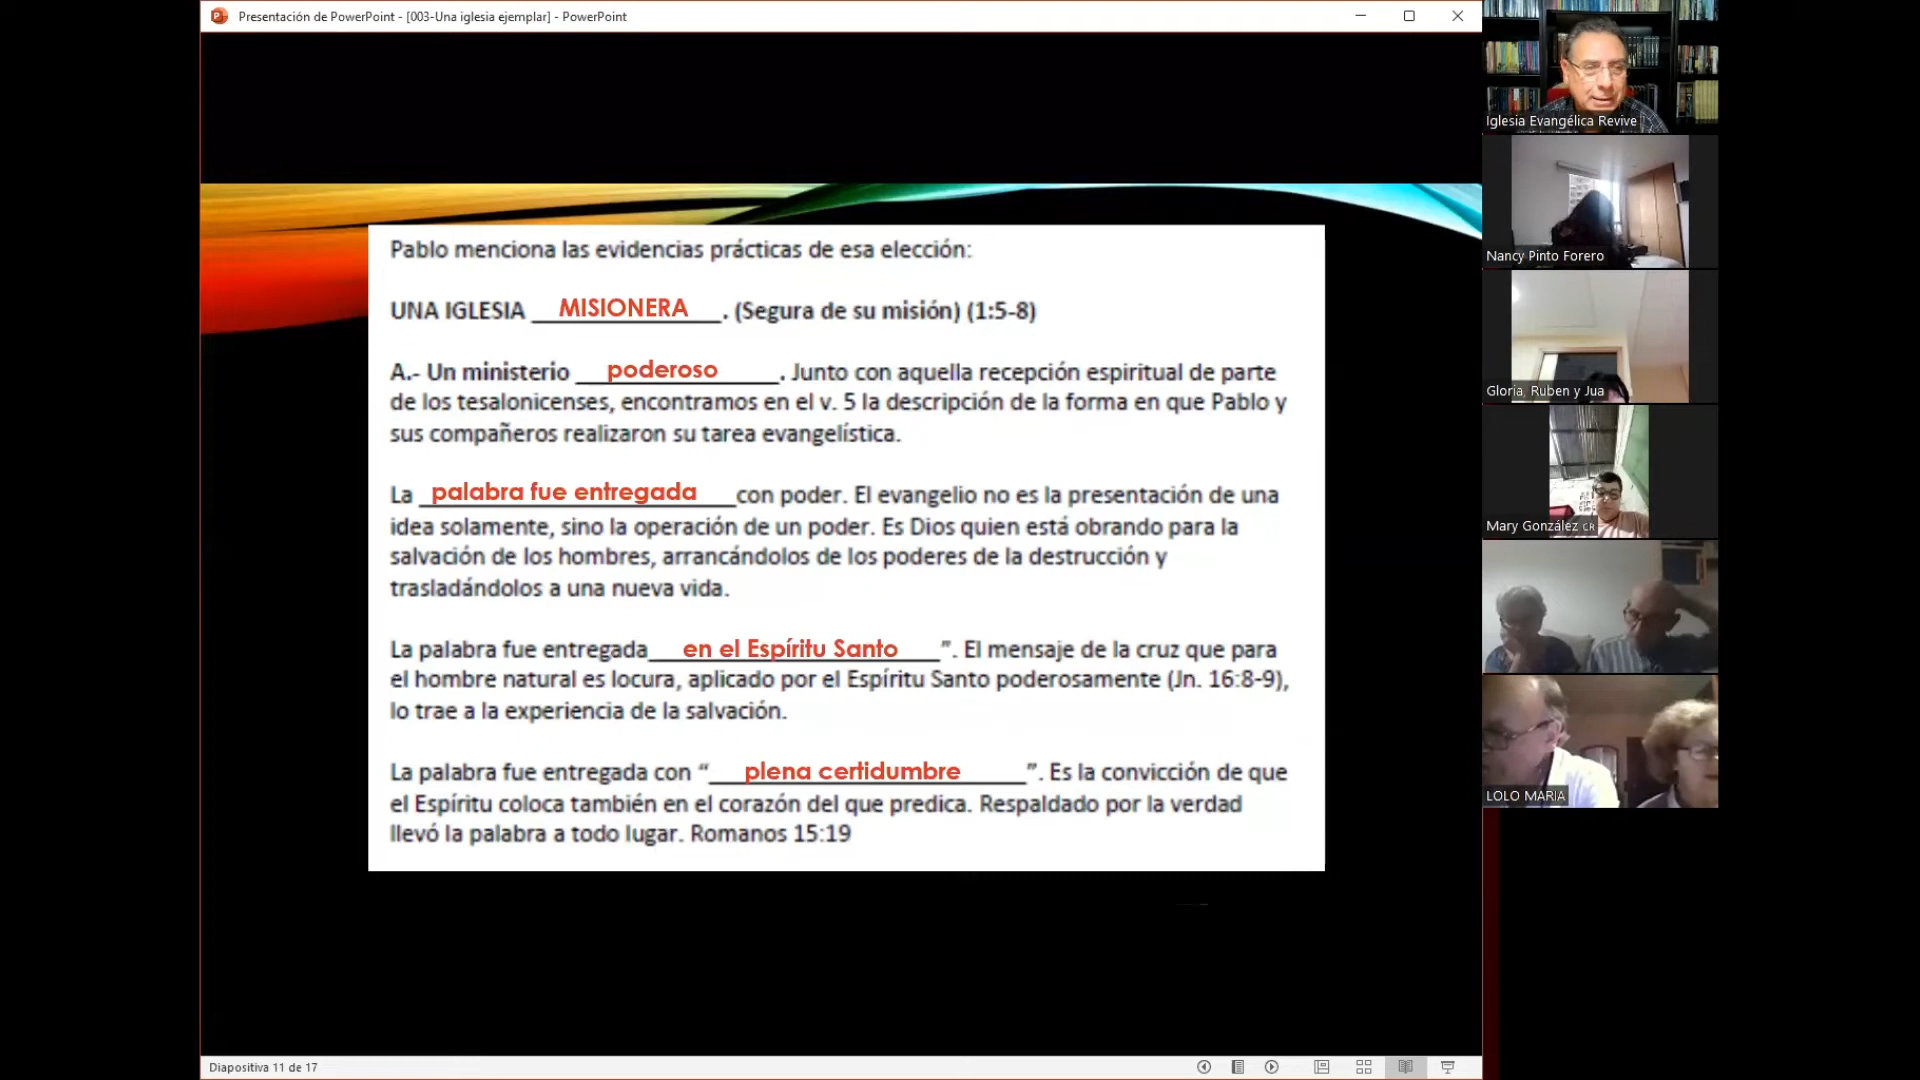 Presentación de PowerPoint - [003-Una iglesia ejemplar] - PowerPoint
Pablo menciona las evidencias prácticas de esa elección:
UNA IGLESIA MISIONERA. (Segura de su misión) (1:5-8)
A.- Un ministerio poderoso. Junto con aquella recepción espiritual de parte
de los tesalonicenses, encontramos en el v. 5 la descripción de la forma en que Pablo y
sus compañeros realizaron su tarea evangelística.
La palabra fue entregada con poder. El evangelio no es la presentación de una
idea solamente, sino la operación de un poder. Es Dios quien está obrando para la
salvación de los hombres, arrancándolos de los poderes de la destrucción y
trasladándolos a una nueva vida.
La palabra fue entregada en el Espíritu Santo”. El mensaje de la cruz que para
el hombre natural es locura, aplicado por el Espíritu Santo poderosamente (Jn. 16:8-9),
lo trae a la experiencia de la salvación.
La palabra fue entregada con “plena certidumbre”. Es la convicción de que
el Espíritu coloca también en el corazón del que predica. Respaldado por la verdad
llevó la palabra a todo lugar. Romanos 15:19
Diapositiva 11 de 17
Iglesia Evangélica Revive
Nancy Pinto Forero
Gloria, Ruben y Jua
Mary González CR
LOLO MARIA